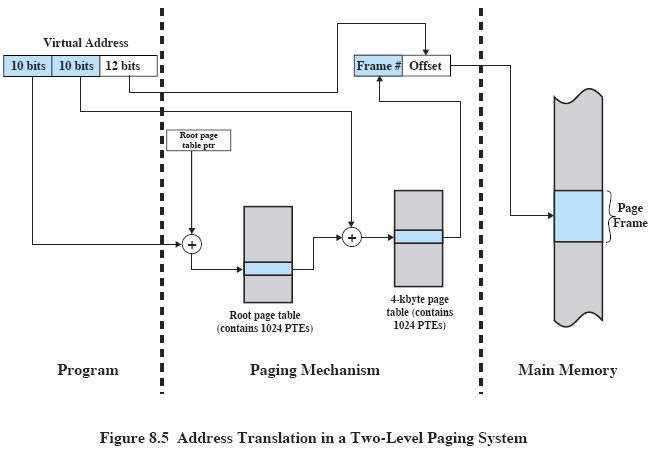 Virtual Address
10 bits 10 bits 12 bits
Frame # Offset
Root page
table ptr
+
+
Page
Frame
Root page table
(contains 1024 PTEs)
4-kbyte page
table (contains
1024 PTEs)
Program
Paging Mechanism
Main Memory
Figure 8.5 Address Translation in a Two-Level Paging System